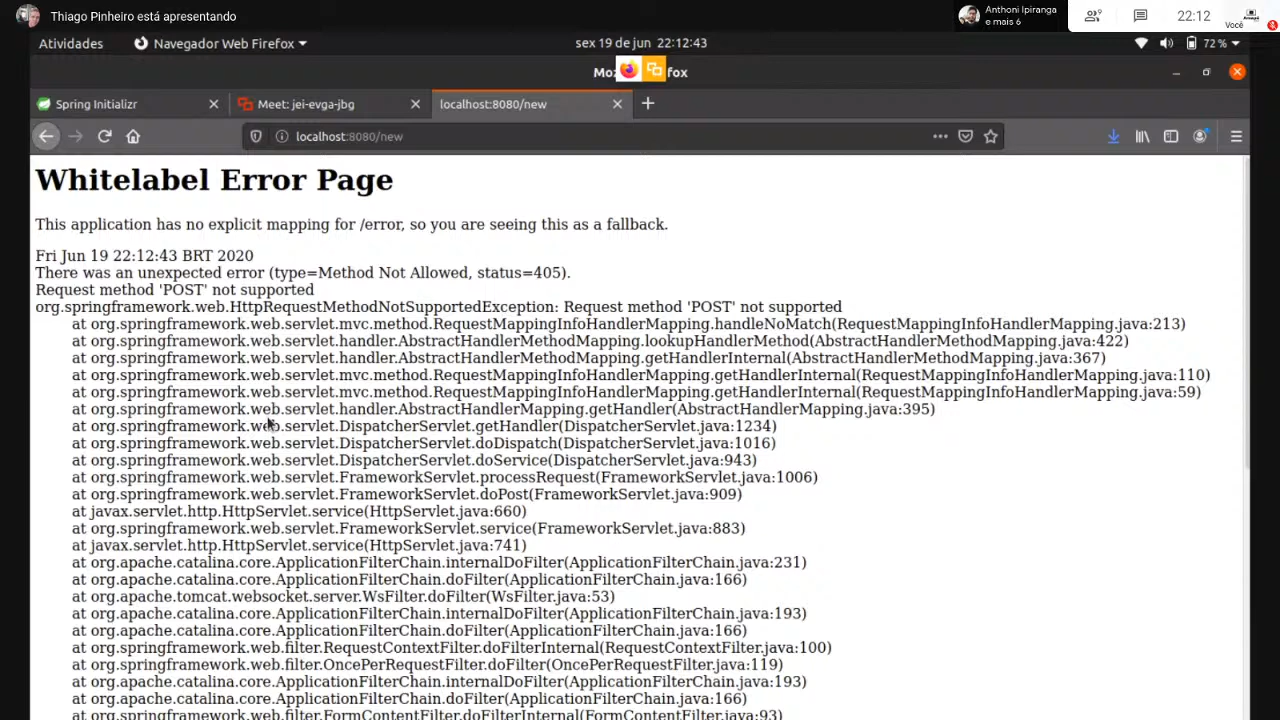 Thiago Pinheiro está apresentando
Anthoni Ipiranga
e mais 6
22:12
Você
Atividades
Navegador Web Firefox
sex 19 de jun 22:12:43
72%
Mo fox
Spring Initializr
Meet: jei-evga-jbg
localhost:8080/new
localhost:8080/new
Whitelabel Error Page
This application has no explicit mapping for /error, so you are seeing this as a fallback.
Fri Jun 19 22:12:43 BRT 2020
There was an unexpected error (type=Method Not Allowed, status=405).
Request method 'POST' not supported
org.springframework.web.HttpRequestMethodNotSupportedException: Request method 'POST' not supported
at org.springframework.web.servlet.mvc.method.RequestMappingInfoHandlerMapping.handleNoMatch(RequestMappingInfoHandlerMapping.java:213)
at org.springframework.web.servlet.handler.AbstractHandlerMethodMapping.lookupHandlerMethod(AbstractHandlerMethodMapping.java:422)
at org.springframework.web.servlet.handler.AbstractHandlerMethodMapping.getHandlerInternal(AbstractHandlerMethodMapping.java:367)
at org.springframework.web.servlet.mvc.method.RequestMappingInfoHandlerMapping.getHandlerInternal(RequestMappingInfoHandlerMapping.java:110)
at org.springframework.web.servlet.mvc.method.RequestMappingInfoHandlerMapping.getHandlerInternal(RequestMappingInfoHandlerMapping.java:59)
at org.springframework.web.servlet.handler.AbstractHandlerMapping.getHandler(AbstractHandlerMapping.java:395)
at org.springframework.web.servlet.DispatcherServlet.getHandler(DispatcherServlet.java:1234)
at org.springframework.web.servlet.DispatcherServlet.doDispatch(DispatcherServlet.java:1016)
at org.springframework.web.servlet.DispatcherServlet.doService(DispatcherServlet.java:943)
at org.springframework.web.servlet.FrameworkServlet.processRequest(FrameworkServlet.java:1006)
at org.springframework.web.servlet.FrameworkServlet.doPost(FrameworkServlet.java:909)
at javax.servlet.http.HttpServlet.service(HttpServlet.java:660)
at org.springframework.web.servlet.FrameworkServlet.service(FrameworkServlet.java:883)
at javax.servlet.http.HttpServlet.service(HttpServlet.java:741)
at org.apache.catalina.core.ApplicationFilterChain.internalDoFilter(ApplicationFilterChain.java:231)
at org.apache.catalina.core.ApplicationFilterChain.doFilter(ApplicationFilterChain.java:166)
at org.apache.tomcat.websocket.server.WsFilter.doFilter(WsFilter.java:53)
at org.apache.catalina.core.ApplicationFilterChain.internalDoFilter(ApplicationFilterChain.java:193)
at org.apache.catalina.core.ApplicationFilterChain.doFilter(ApplicationFilterChain.java:166)
at org.springframework.web.filter.RequestContextFilter.doFilterInternal(RequestContextFilter.java:100)
at org.springframework.web.filter.OncePerRequestFilter.doFilter(OncePerRequestFilter.java:119)
at org.apache.catalina.core.ApplicationFilterChain.internalDoFilter(ApplicationFilterChain.java:193)
at org.apache.catalina.core.ApplicationFilterChain.doFilter(ApplicationFilterChain.java:166)
at org.springframework.web.filter.FormContentFilter.doFilterInternal(FormContentFilter.java:93)